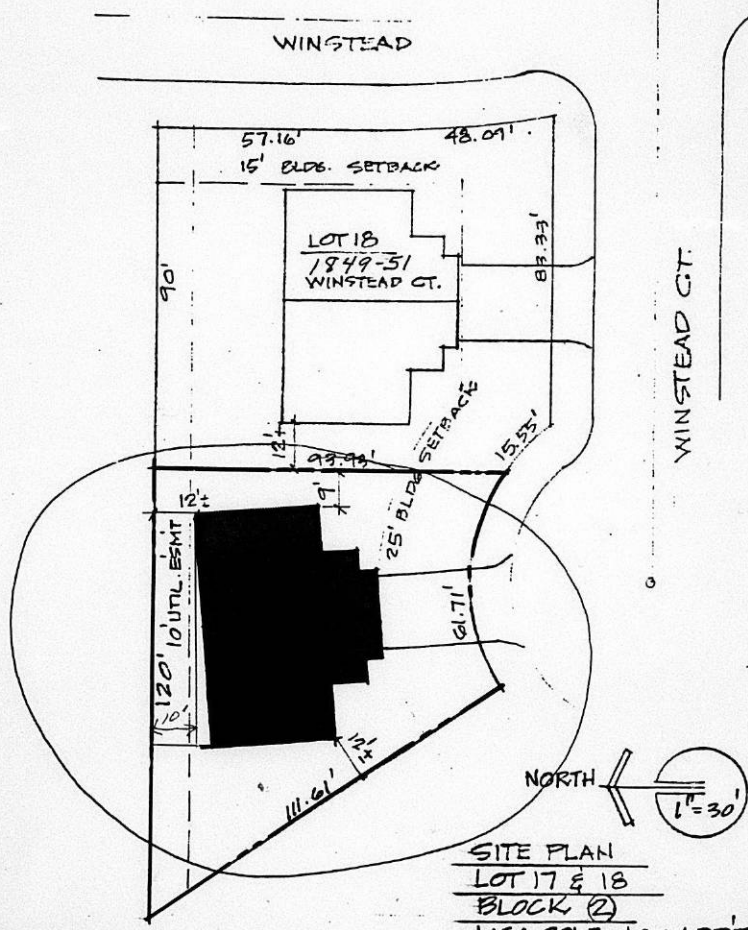 WINSTEAD
57.16'
48.09'
15' BLDG. SETBACK
LOT 18
1849-51
WINSTEAD CT.
90'
83.33'
WINSTEAD CT.
12'±
93.93'
25' BLDG SETBACK
15.55'
12'±
9'
120'
10' UTIL. ESMT
10'
61.71'
12'±
111.61'
NORTH
1"=30'
SITE PLAN
LOT 17 & 18
BLOCK (2)